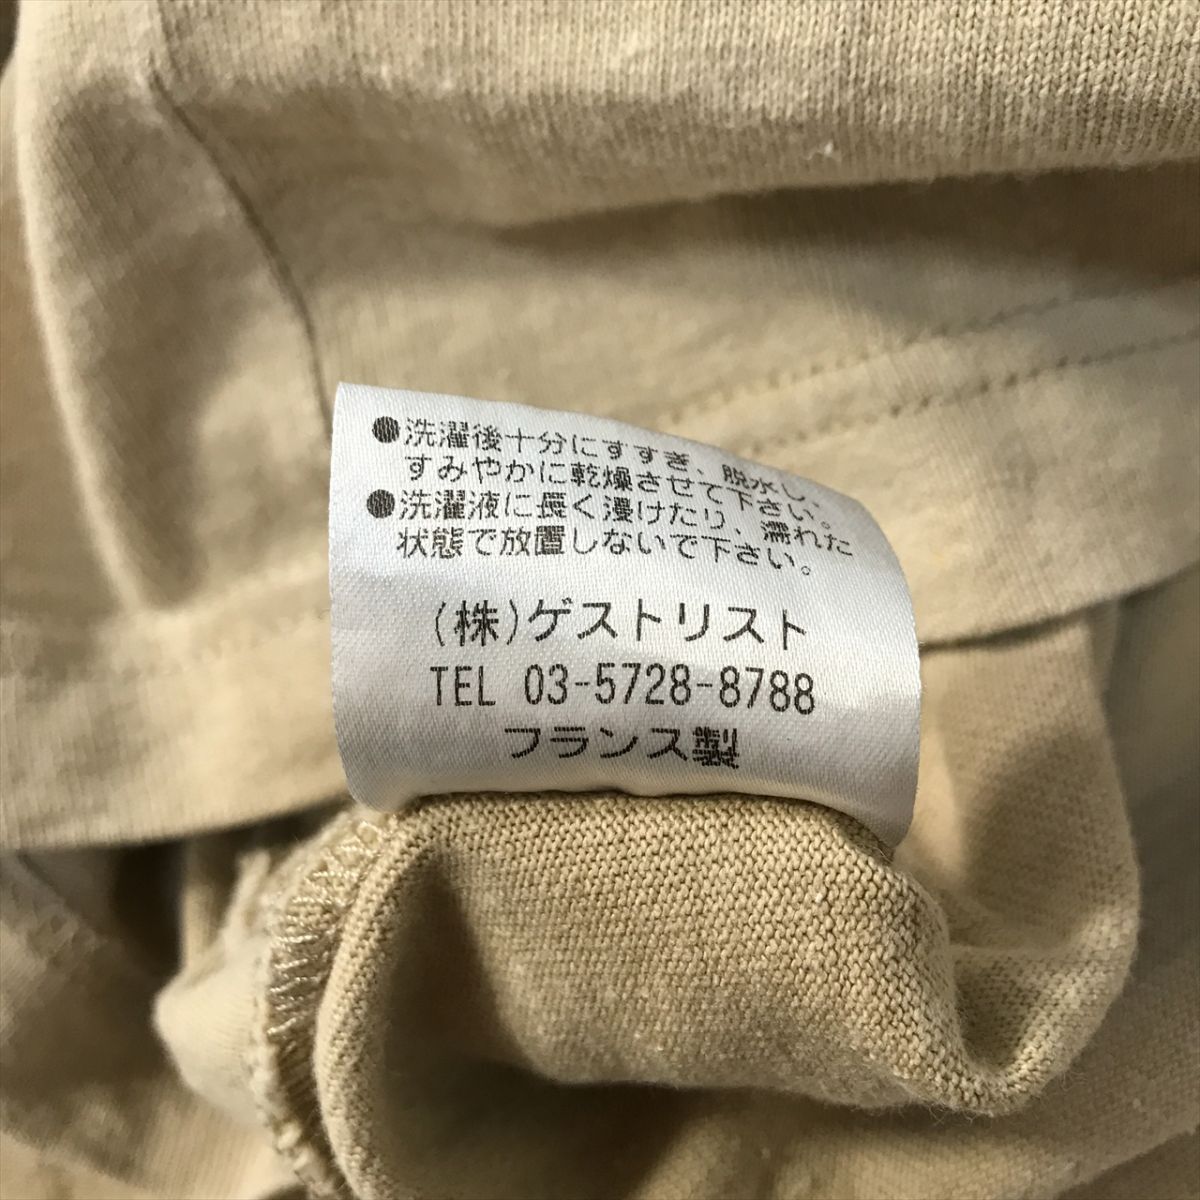 ●洗濯後十分にすすぎ、脱水し、
すみやかに乾燥させて下さい。
●洗濯液に長く浸けたり、濡れた
状態で放置しないで下さい。
(株)ゲストリスト
TEL 03-5728-8788
フランス製